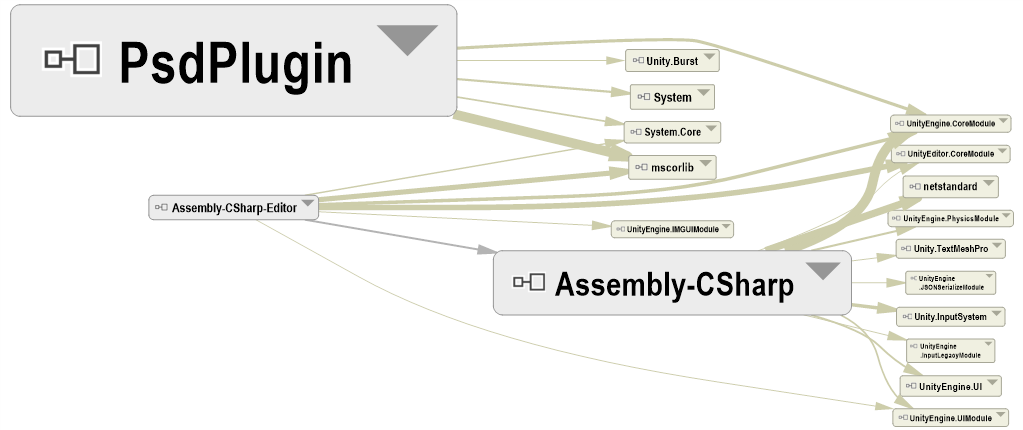 PsdPlugin
Unity.Burst
System
System.Core
mscorlib
Assembly-CSharp-Editor
UnityEngine.IMGUIModule
Assembly-CSharp
UnityEngine.CoreModule
UnityEditor.CoreModule
netstandard
UnityEngine.PhysicsModule
Unity.TextMeshPro
UnityEngine
.JSONSerializeModule
Unity.InputSystem
UnityEngine
.InputLegacyModule
UnityEngine.UI
UnityEngine.UIModule